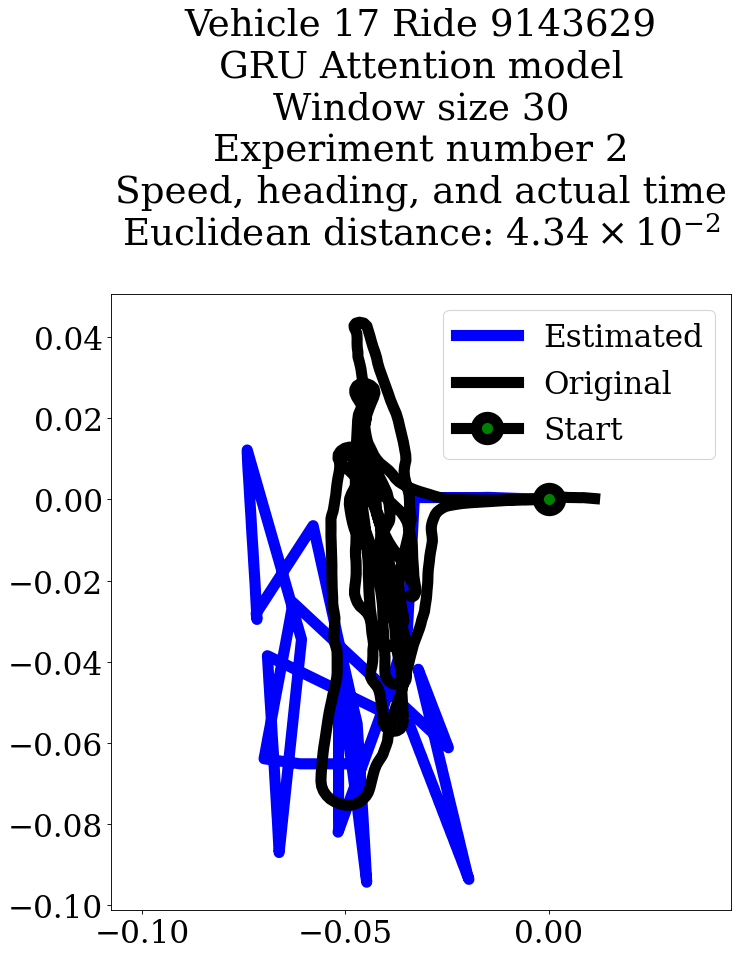 Vehicle 17 Ride 9143629
GRU Attention model
Window size 30
Experiment number 2
Speed, heading, and actual time
Euclidean distance: 4.34 × 10⁻²
Estimated
Original
Start
0.04
0.02
0.00
−0.02
−0.04
−0.06
−0.08
−0.10
−0.10
−0.05
0.00